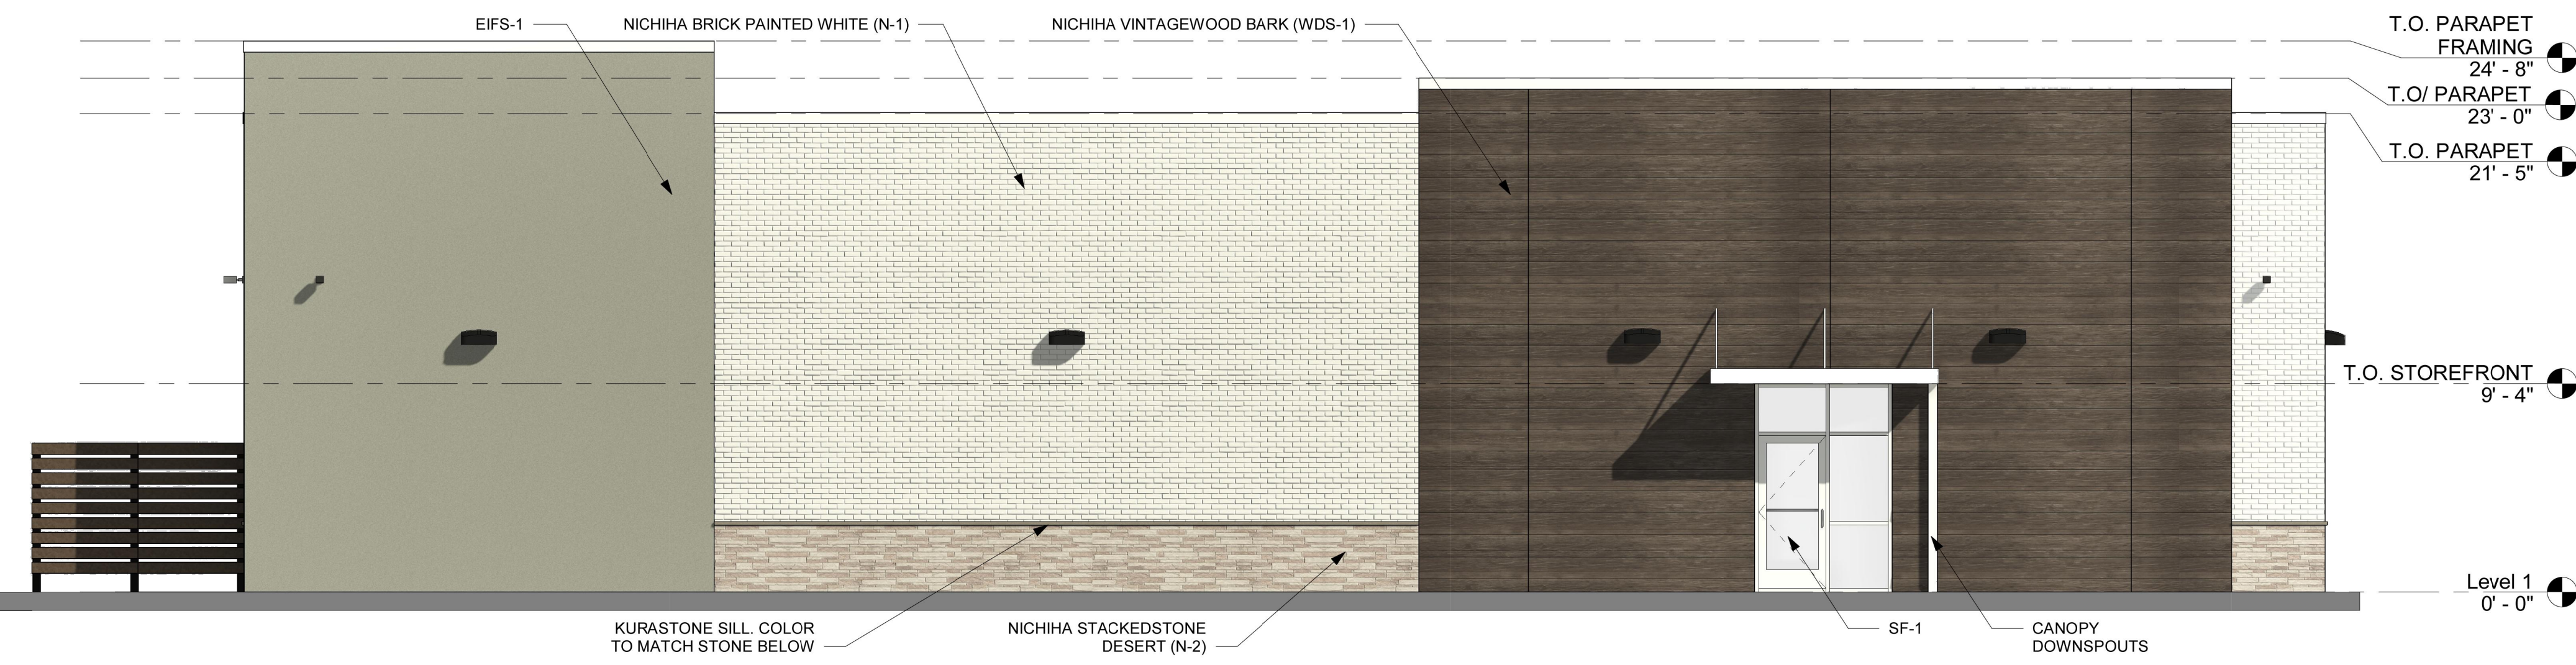 EIFS-1
NICHIHA BRICK PAINTED WHITE (N-1)
NICHIHA VINTAGEWOOD BARK (WDS-1)
T.O. PARAPET
FRAMING
24' - 8"
T.O/ PARAPET
23' - 0"
T.O. PARAPET
21' - 5"
T.O. STOREFRONT
9' - 4"
Level 1
0' - 0"
KURASTONE SILL. COLOR
TO MATCH STONE BELOW
NICHIHA STACKEDSTONE
DESERT (N-2)
SF-1
CANOPY
DOWNSPOUTS